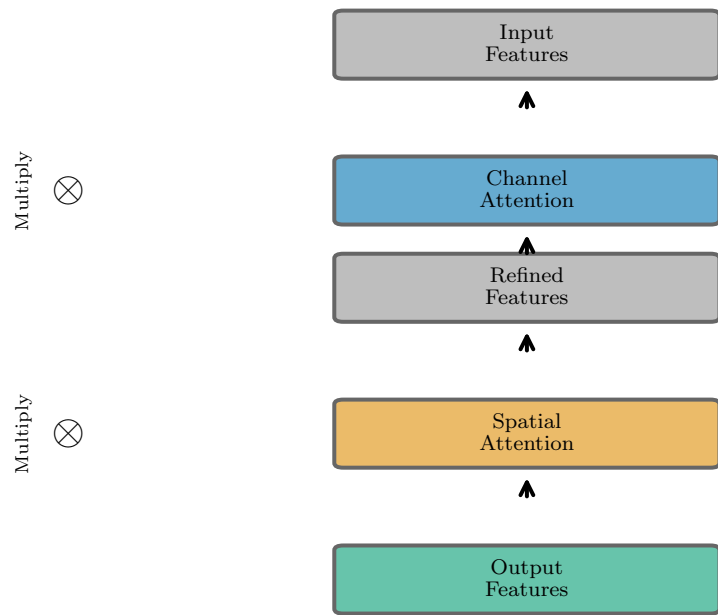 Input
Features
Multiply
Channel
Attention
Refined
Features
Multiply
Spatial
Attention
Output
Features